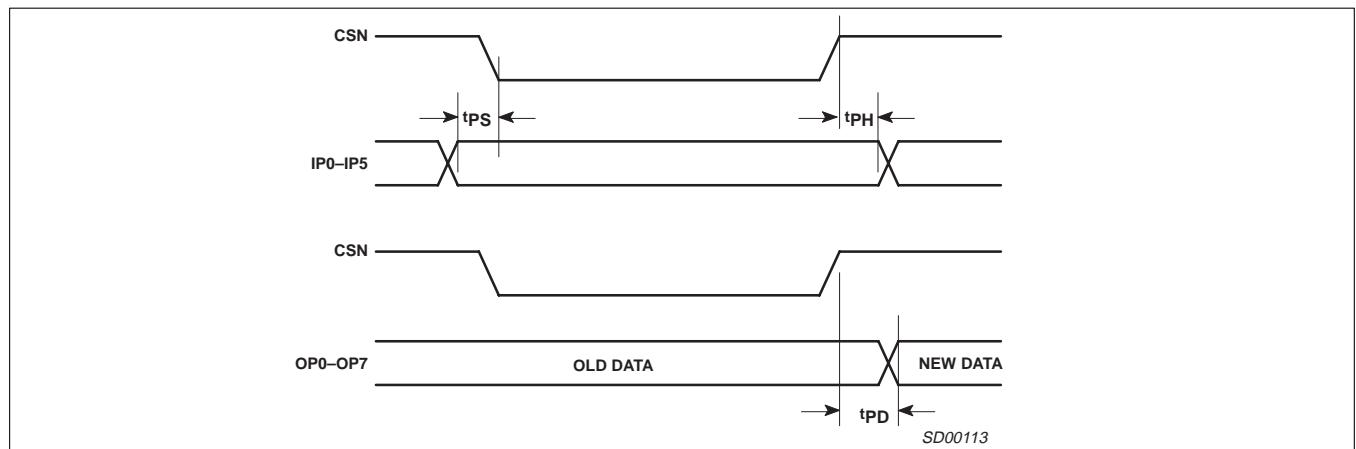 CSN
tPS
tPH
IP0–IP5
CSN
OP0–OP7
OLD DATA
NEW DATA
tPD
SD00113